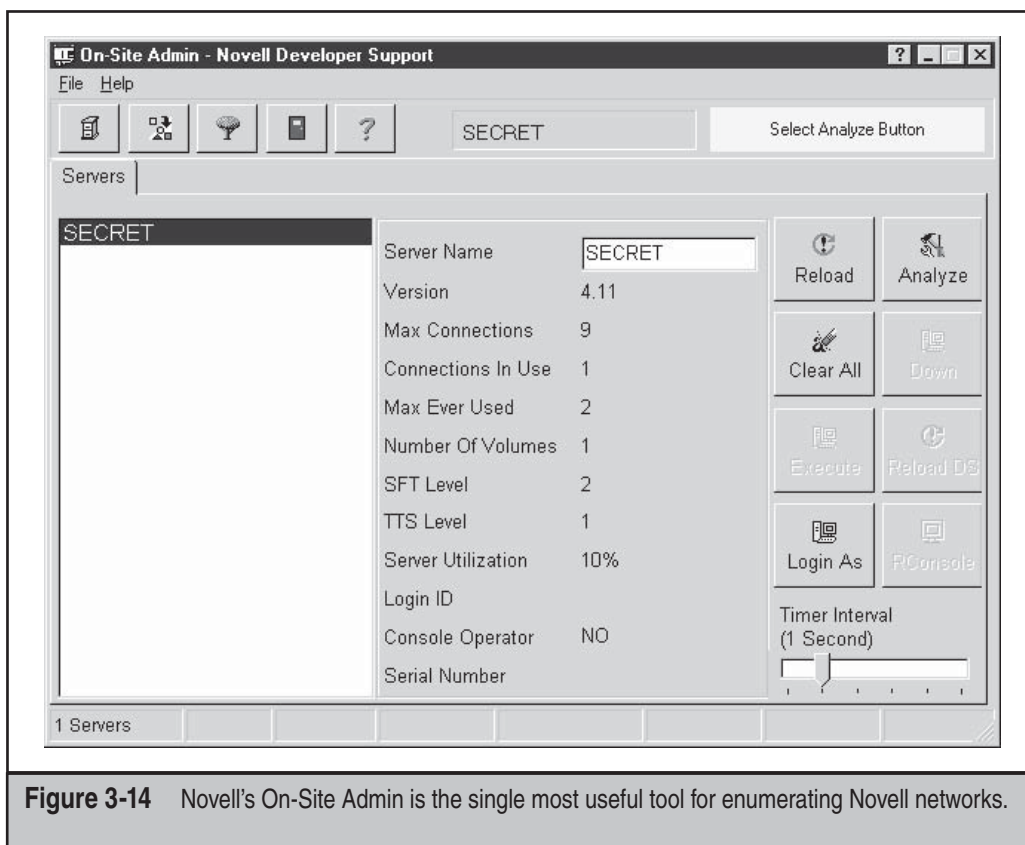 On-Site Admin - Novell Developer Support
File Help
SECRET
Select Analyze Button
Servers
SECRET
Server Name SECRET
Version 4.11
Max Connections 9
Connections In Use 1
Max Ever Used 2
Number Of Volumes 1
SFT Level 2
TTS Level 1
Server Utilization 10%
Login ID
Console Operator NO
Serial Number
Reload Analyze
Clear All Down
Execute Reload DS
Login As RConsole
Timer Interval
(1 Second)
1 Servers
Figure 3-14 Novell's On-Site Admin is the single most useful tool for enumerating Novell networks.